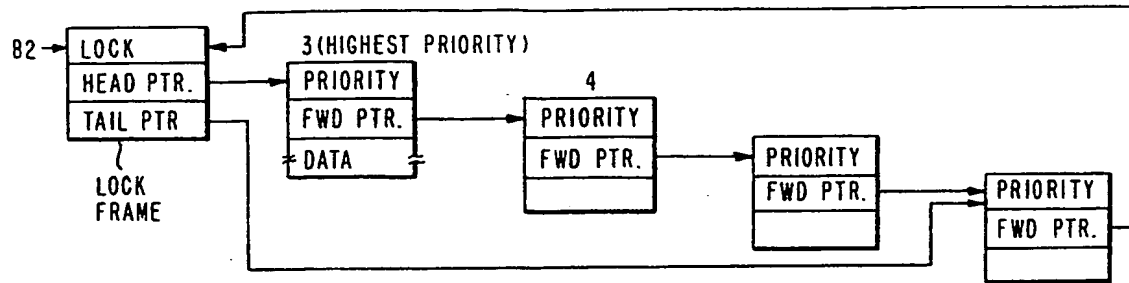 B2
LOCK
HEAD PTR.
TAIL PTR
LOCK
FRAME
3(HIGHEST PRIORITY)
PRIORITY
FWD PTR.
DATA
4
PRIORITY
FWD PTR.
PRIORITY
FWD PTR.
PRIORITY
FWD PTR.